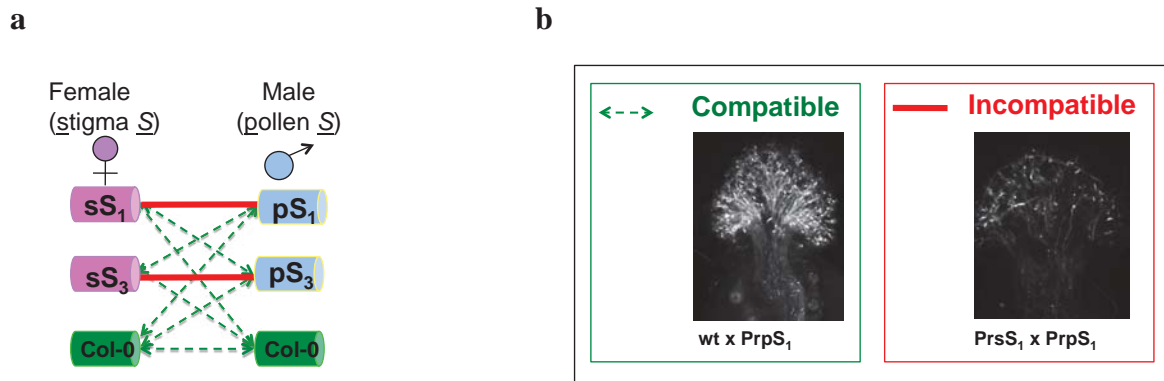 a
b
Female
(stigma S)
Male
(pollen S)
sS₁
pS₁
sS₃
pS₃
Col-0
Col-0
Compatible
wt x PrpS₁
Incompatible
PrsS₁ x PrpS₁